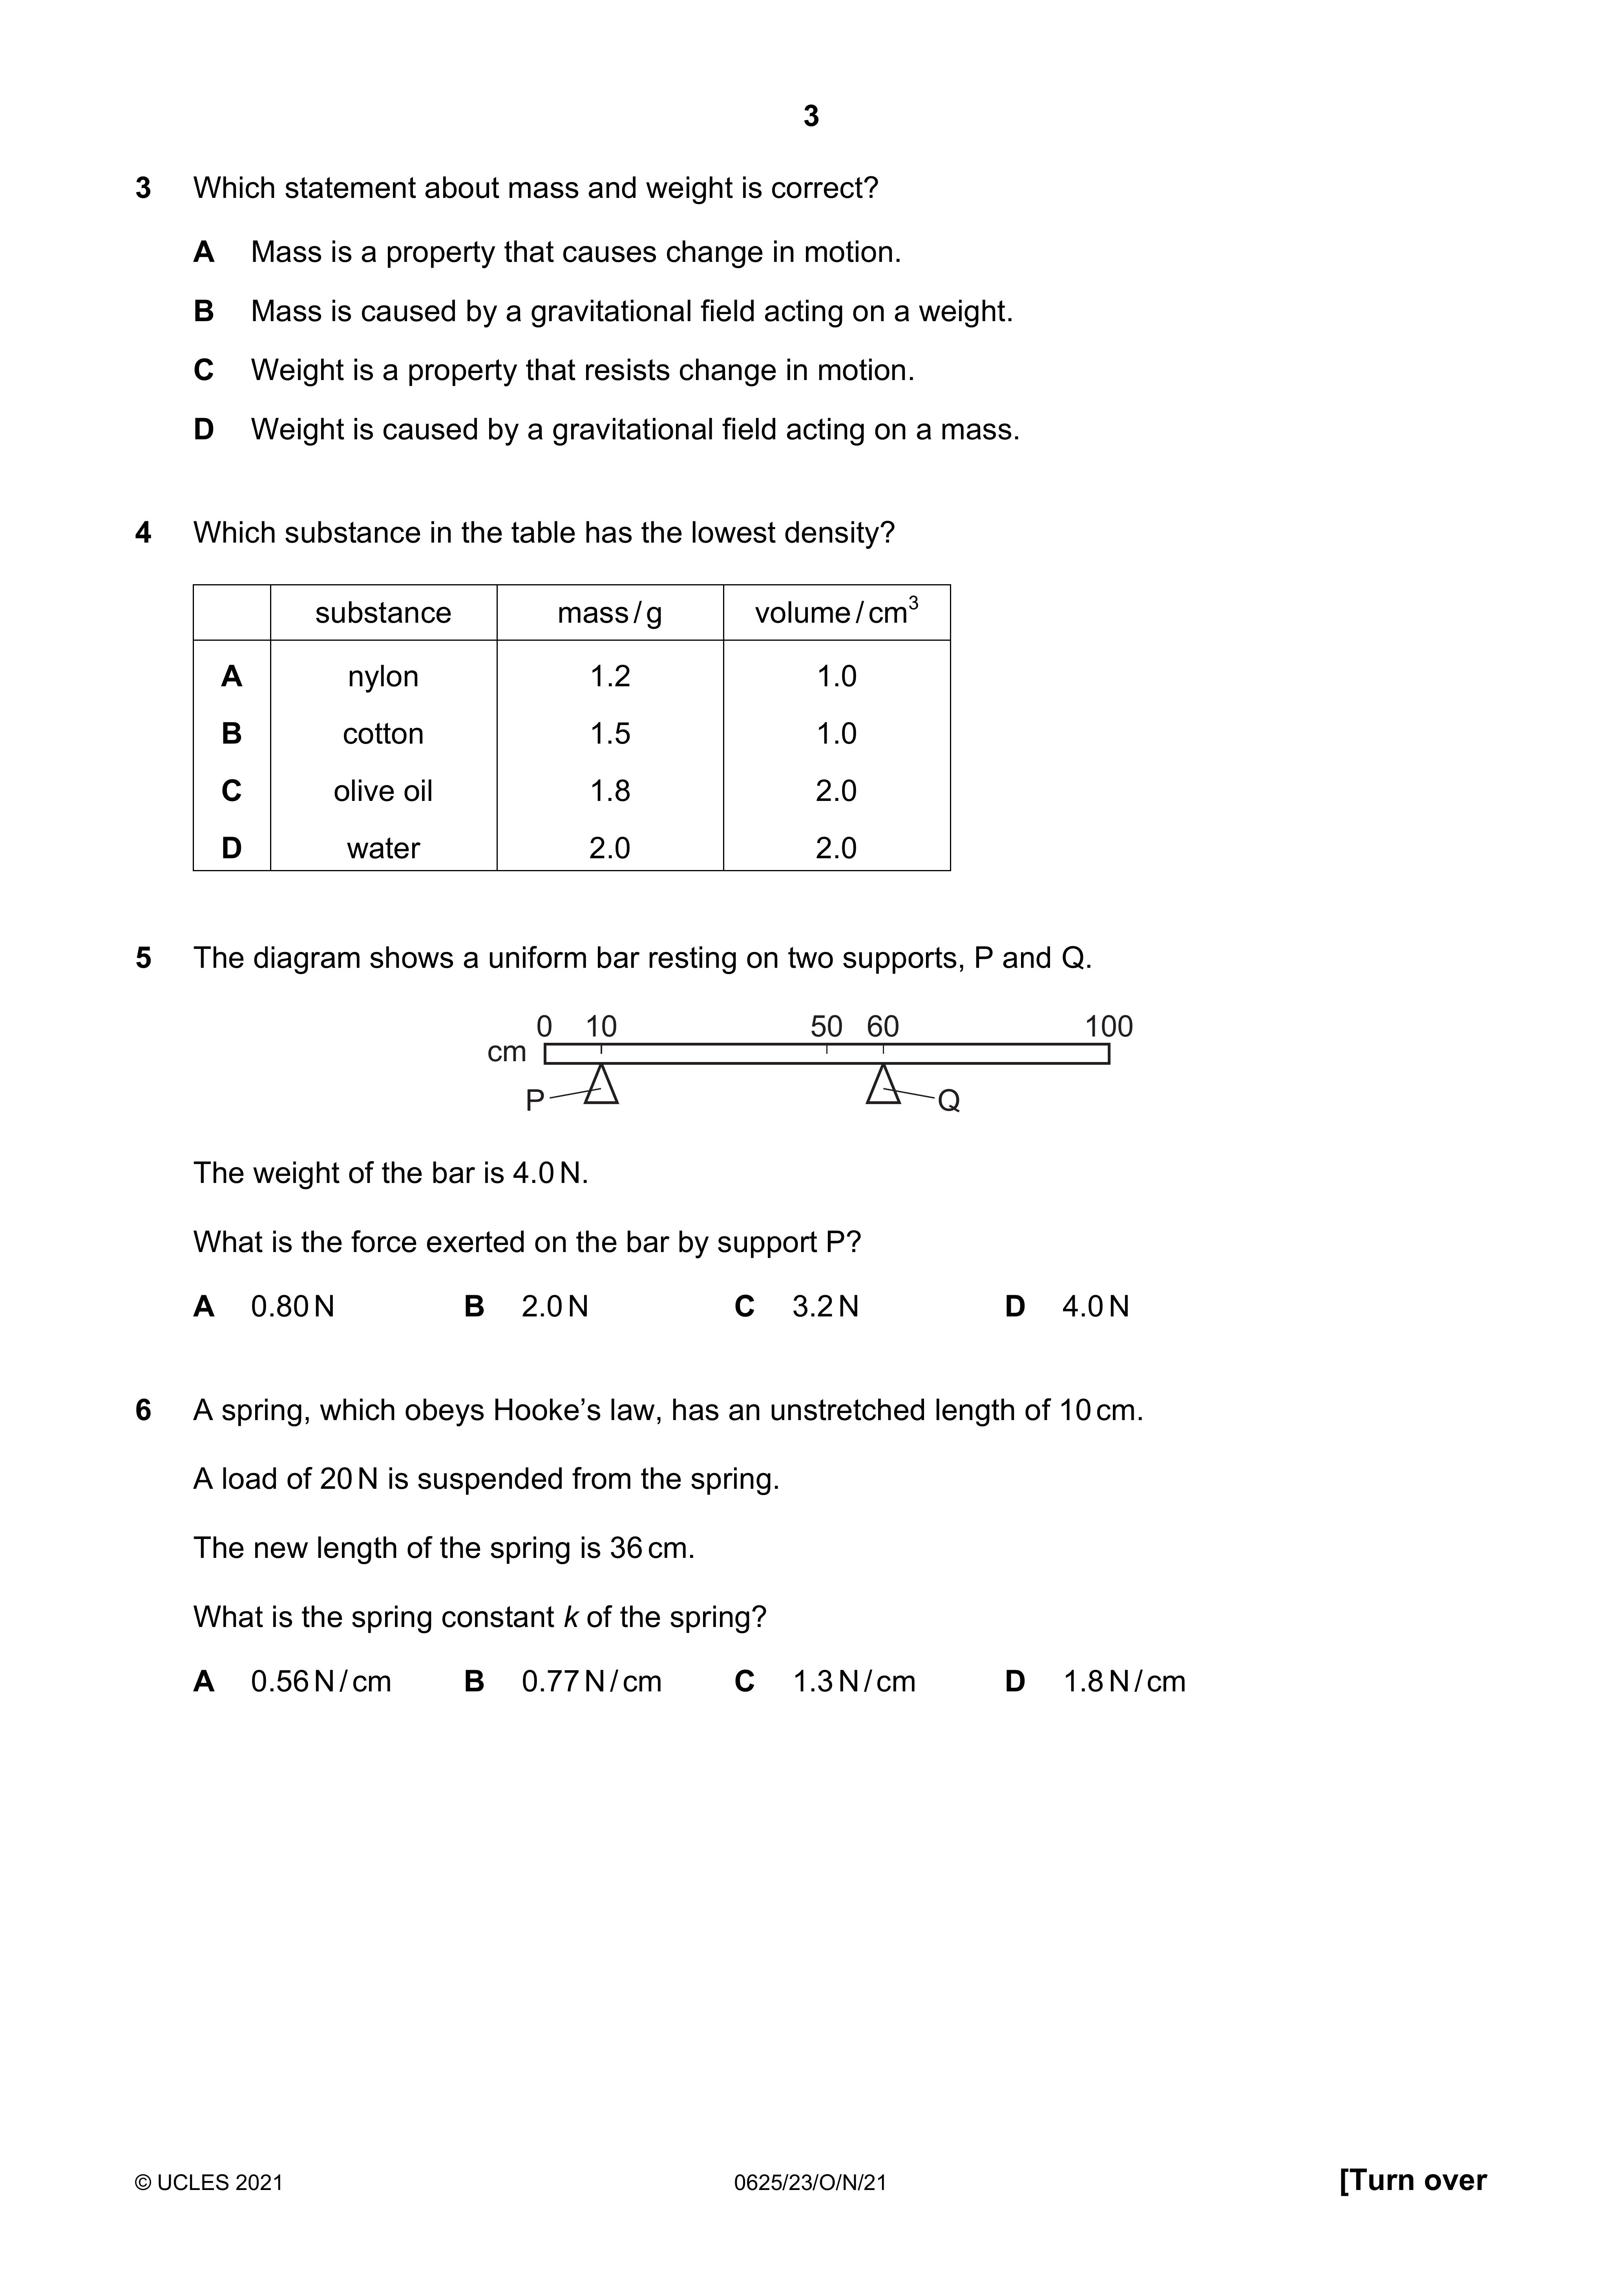 3
3 Which statement about mass and weight is correct?
A Mass is a property that causes change in motion.
B Mass is caused by a gravitational field acting on a weight.
C Weight is a property that resists change in motion.
D Weight is caused by a gravitational field acting on a mass.
4 Which substance in the table has the lowest density?
substance mass / g volume / cm³
A nylon 1.2 1.0
B cotton 1.5 1.0
C olive oil 1.8 2.0
D water 2.0 2.0
5 The diagram shows a uniform bar resting on two supports, P and Q.
0 10 50 60 100
cm
P Q
The weight of the bar is 4.0 N.
What is the force exerted on the bar by support P?
A 0.80 N B 2.0 N C 3.2 N D 4.0 N
6 A spring, which obeys Hooke’s law, has an unstretched length of 10 cm.
A load of 20 N is suspended from the spring.
The new length of the spring is 36 cm.
What is the spring constant k of the spring?
A 0.56 N / cm B 0.77 N / cm C 1.3 N / cm D 1.8 N / cm
© UCLES 2021 0625/23/O/N/21 [Turn over